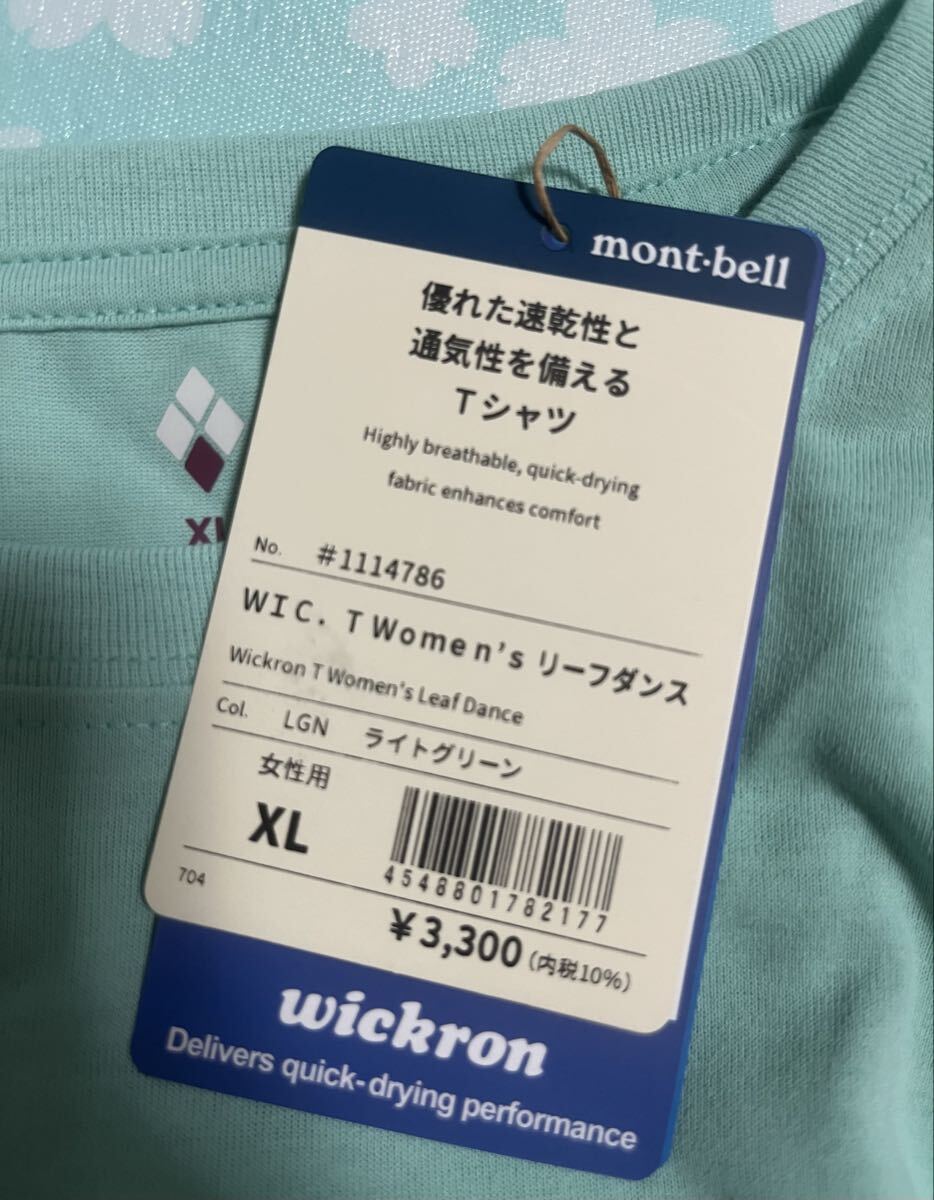 mont·bell
優れた速乾性と
通気性を備える
Tシャツ
Highly breathable, quick-drying
fabric enhances comfort
No. #1114786
WIC. T Women's リーフダンス
Wickron T Women's Leaf Dance
Col. LGN ライトグリーン
女性用
XL
4548801782177
704
¥3,300 (内税10%)
wickron
Delivers quick-drying performance